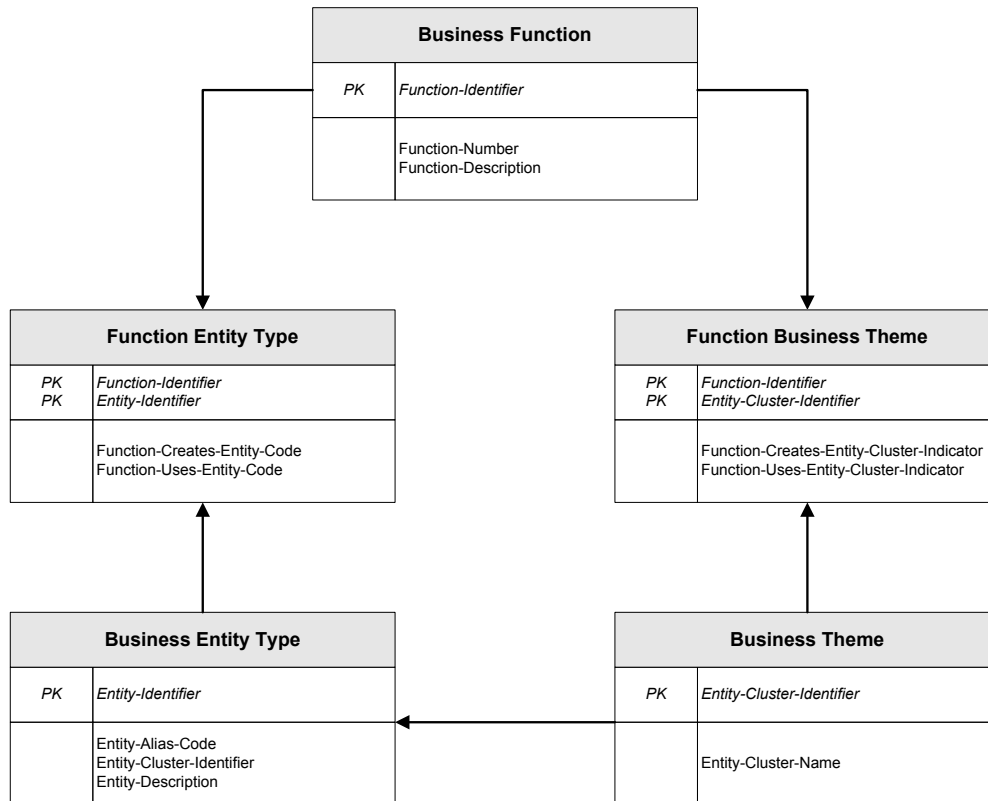 Business Function
PK Function-Identifier
Function-Number
Function-Description
Function Entity Type
PK Function-Identifier
PK Entity-Identifier
Function-Creates-Entity-Code
Function-Uses-Entity-Code
Function Business Theme
PK Function-Identifier
PK Entity-Cluster-Identifier
Function-Creates-Entity-Cluster-Indicator
Function-Uses-Entity-Cluster-Indicator
Business Entity Type
PK Entity-Identifier
Entity-Alias-Code
Entity-Cluster-Identifier
Entity-Description
Business Theme
PK Entity-Cluster-Identifier
Entity-Cluster-Name